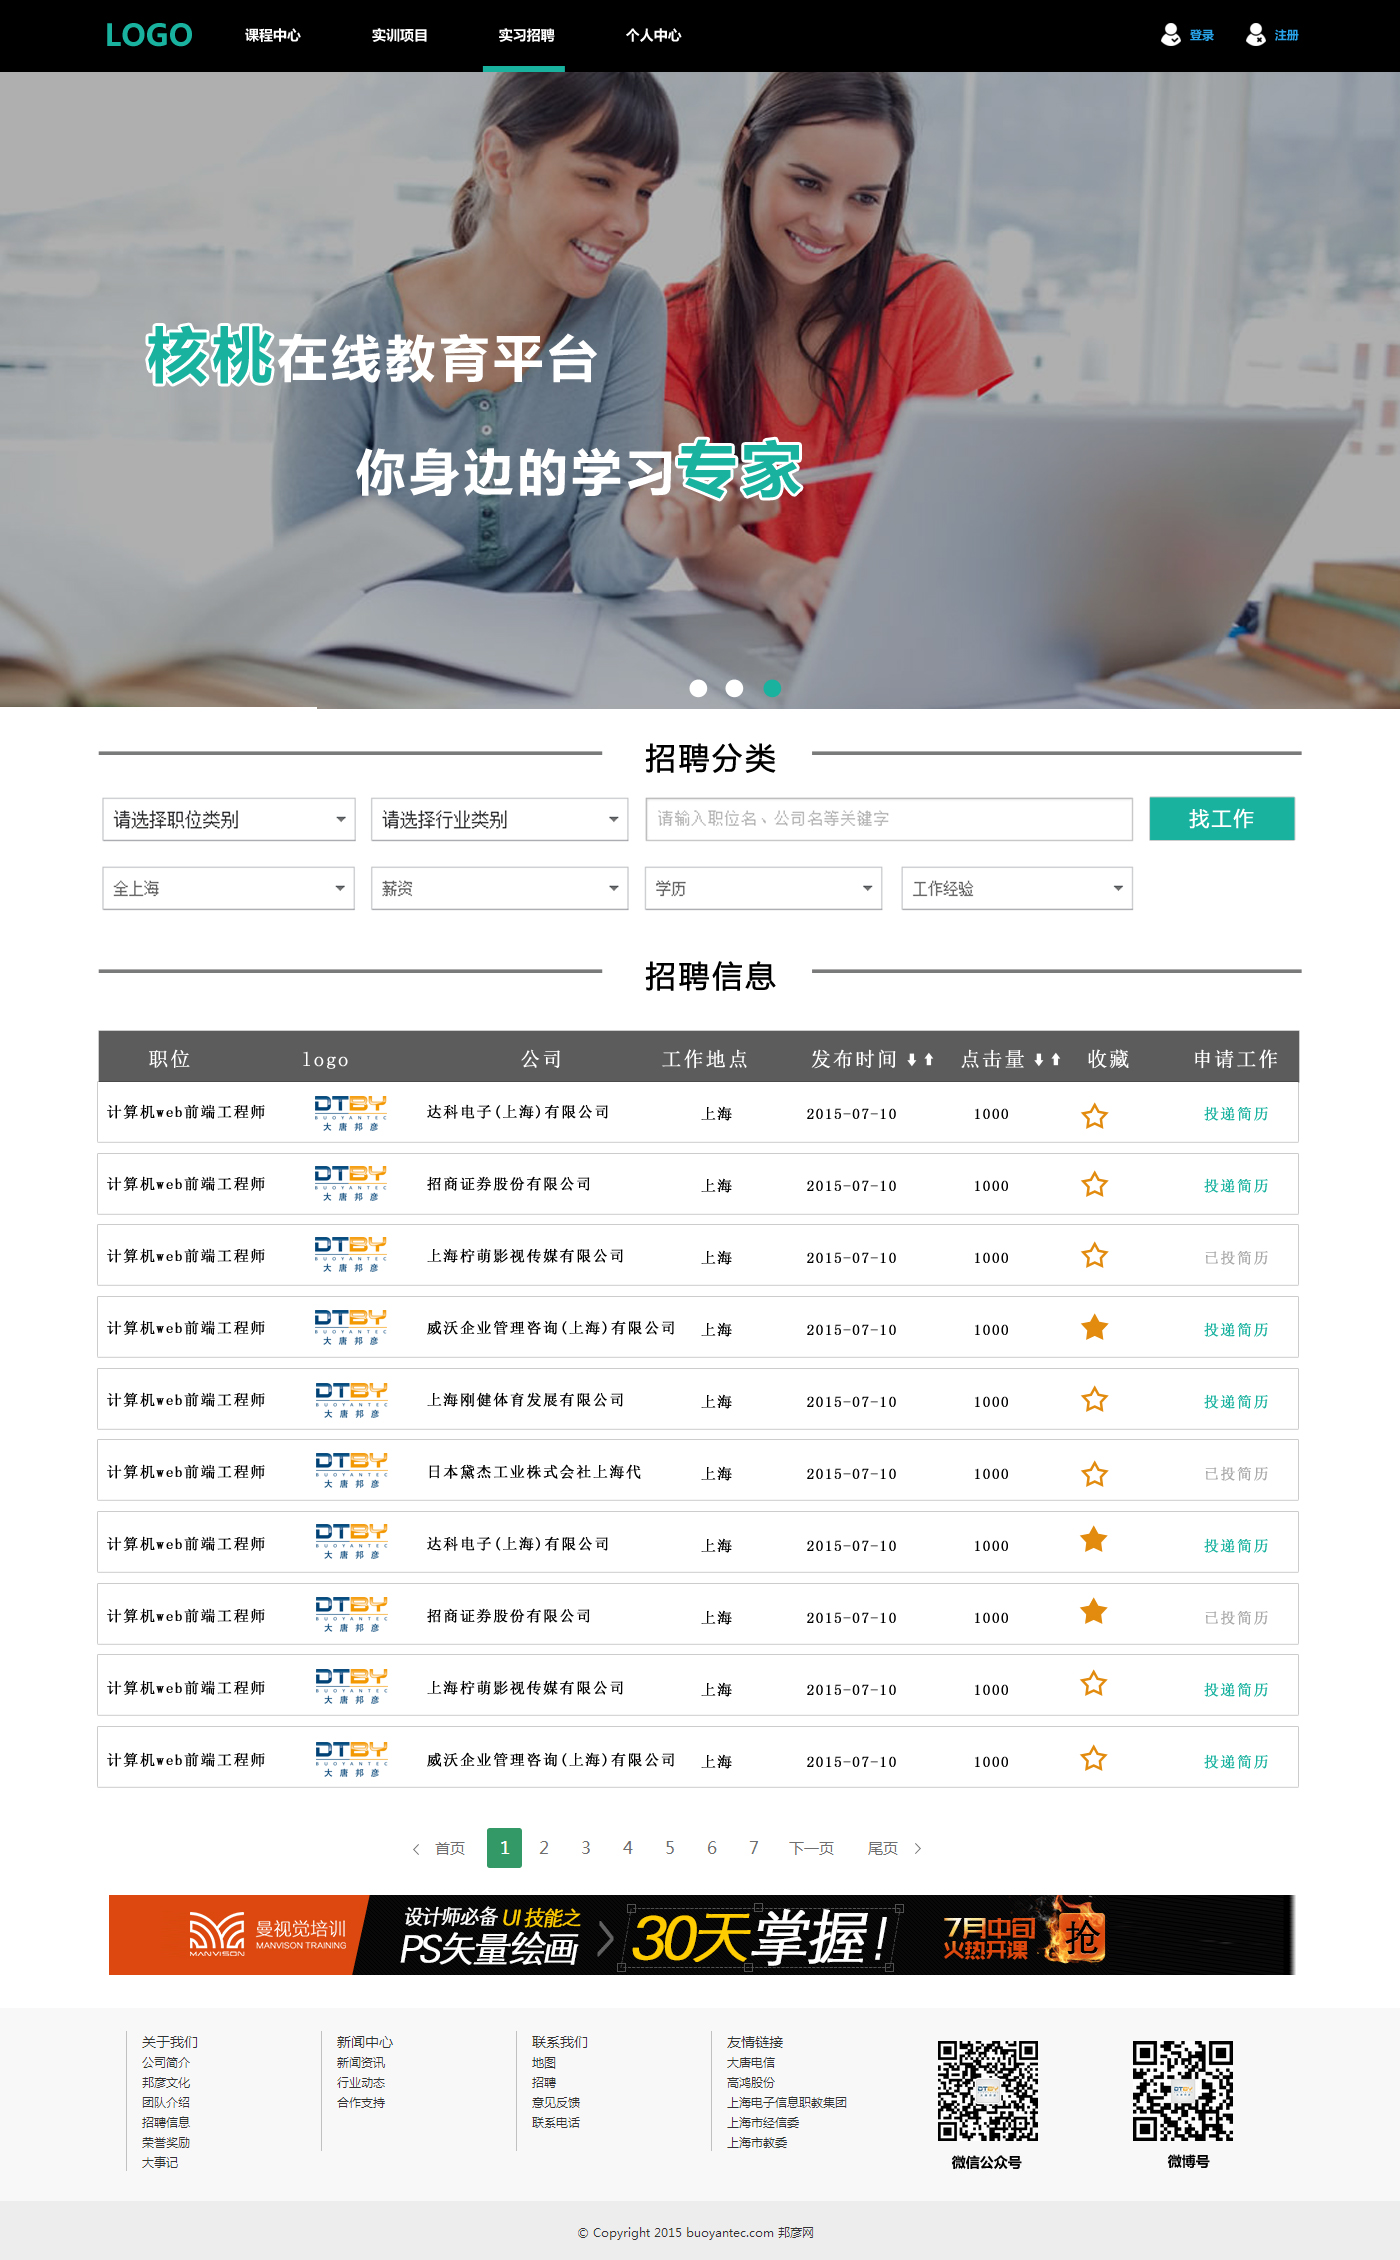 LOGO 课程中心 实训项目 实习招聘 个人中心 登录 注册
核桃在线教育平台
你身边的学习专家
招聘分类
请选择职位类别 请选择行业类别 请输入职位名、公司名等关键字 找工作
全上海 薪资 学历 工作经验
招聘信息
职位 logo 公司 工作地点 发布时间 点击量 收藏 申请工作
计算机web前端工程师 DTBY BUOYANTEC 大唐邦彦 达科电子(上海)有限公司 上海 2015-07-10 1000 投递简历
计算机web前端工程师 DTBY BUOYANTEC 大唐邦彦 招商证券股份有限公司 上海 2015-07-10 1000 投递简历
计算机web前端工程师 DTBY BUOYANTEC 大唐邦彦 上海柠萌影视传媒有限公司 上海 2015-07-10 1000 已投简历
计算机web前端工程师 DTBY BUOYANTEC 大唐邦彦 威沃企业管理咨询(上海)有限公司 上海 2015-07-10 1000 投递简历
计算机web前端工程师 DTBY BUOYANTEC 大唐邦彦 上海刚健体育发展有限公司 上海 2015-07-10 1000 投递简历
计算机web前端工程师 DTBY BUOYANTEC 大唐邦彦 日本黛杰工业株式会社上海代 上海 2015-07-10 1000 已投简历
计算机web前端工程师 DTBY BUOYANTEC 大唐邦彦 达科电子(上海)有限公司 上海 2015-07-10 1000 投递简历
计算机web前端工程师 DTBY BUOYANTEC 大唐邦彦 招商证券股份有限公司 上海 2015-07-10 1000 已投简历
计算机web前端工程师 DTBY BUOYANTEC 大唐邦彦 上海柠萌影视传媒有限公司 上海 2015-07-10 1000 投递简历
计算机web前端工程师 DTBY BUOYANTEC 大唐邦彦 威沃企业管理咨询(上海)有限公司 上海 2015-07-10 1000 投递简历
首页 1 2 3 4 5 6 7 下一页 尾页
MANVISON 曼视觉培训 MANVISON TRAINING
设计师必备 UI 技能之
PS矢量绘画
30天掌握!
7月中旬
火热开课
抢
关于我们
公司简介
邦彦文化
团队介绍
招聘信息
荣誉奖励
大事记
新闻中心
新闻资讯
行业动态
合作支持
联系我们
地图
招聘
意见反馈
联系电话
友情链接
大唐电信
高鸿股份
上海电子信息职教集团
上海市经信委
上海市教委
DTBY
微信公众号
DTBY
微博号
© Copyright 2015 buoyantec.com 邦彦网